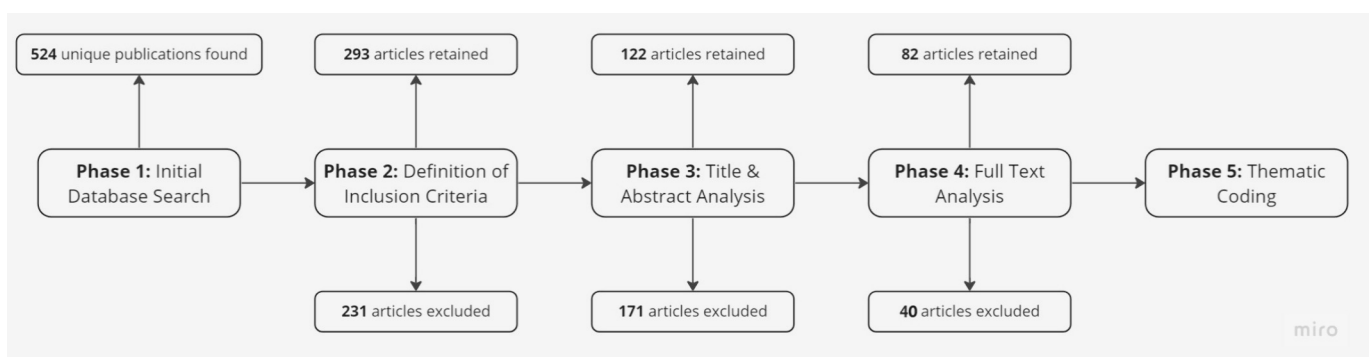 524 unique publications found
293 articles retained
122 articles retained
82 articles retained
Phase 1: Initial
Database Search
Phase 2: Definition of
Inclusion Criteria
Phase 3: Title &
Abstract Analysis
Phase 4: Full Text
Analysis
Phase 5: Thematic
Coding
231 articles excluded
171 articles excluded
40 articles excluded
miro